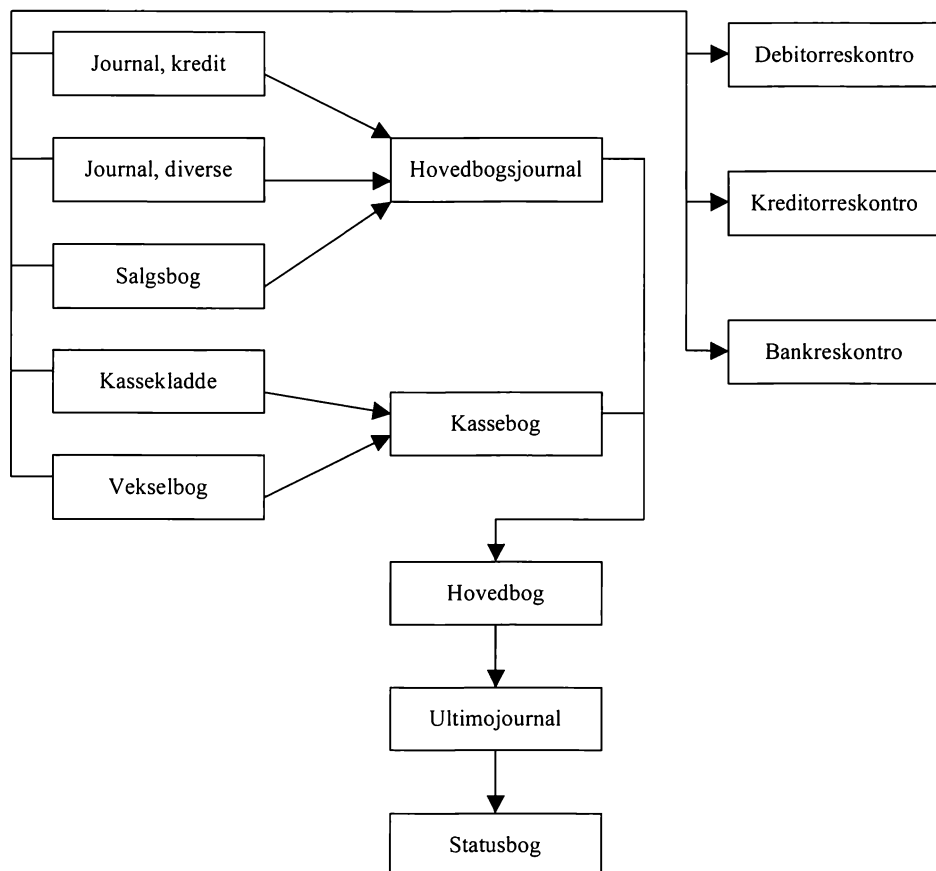 Journal, kredit
Journal, diverse
Salgsbog
Kassekladde
Vekselbog
Hovedbogsjournal
Kassebog
Hovedbog
Ultimojournal
Statusbog
Debitorreskontro
Kreditorreskontro
Bankreskontro